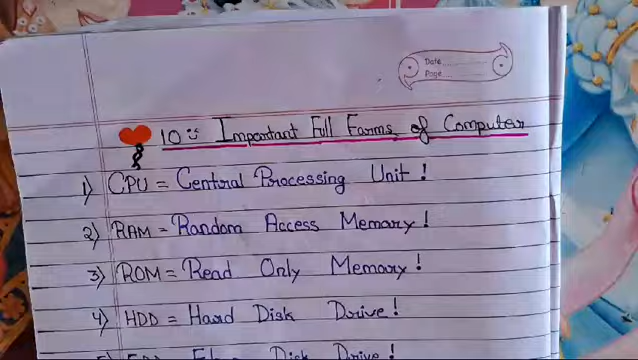 Date
Page
10 Important Full Forms of Computer
1) CPU = Central Processing Unit !
2) RAM = Random Access Memory !
3) ROM = Read Only Memory !
4) HDD = Hard Disk Drive !
5) Disk Drive !